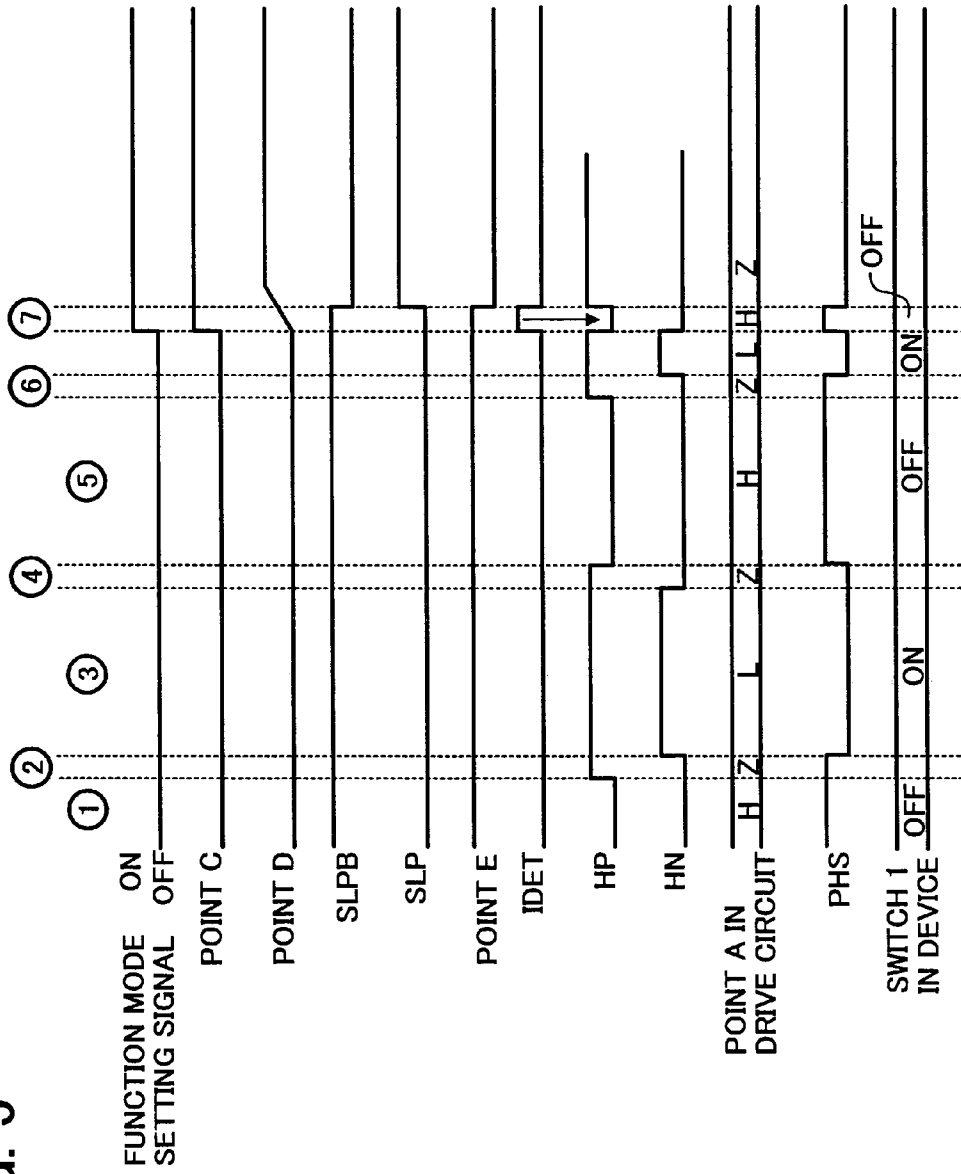 ① ② ③ ④ ⑤ ⑥ ⑦
FUNCTION MODE ON
SETTING SIGNAL OFF
POINT C
POINT D
SLPB
SLP
POINT E
IDET
HP
HN
POINT A IN
DRIVE CIRCUIT
H Z L Z H Z L H Z
PHS
SWITCH 1
IN DEVICE
OFF ON OFF ON OFF